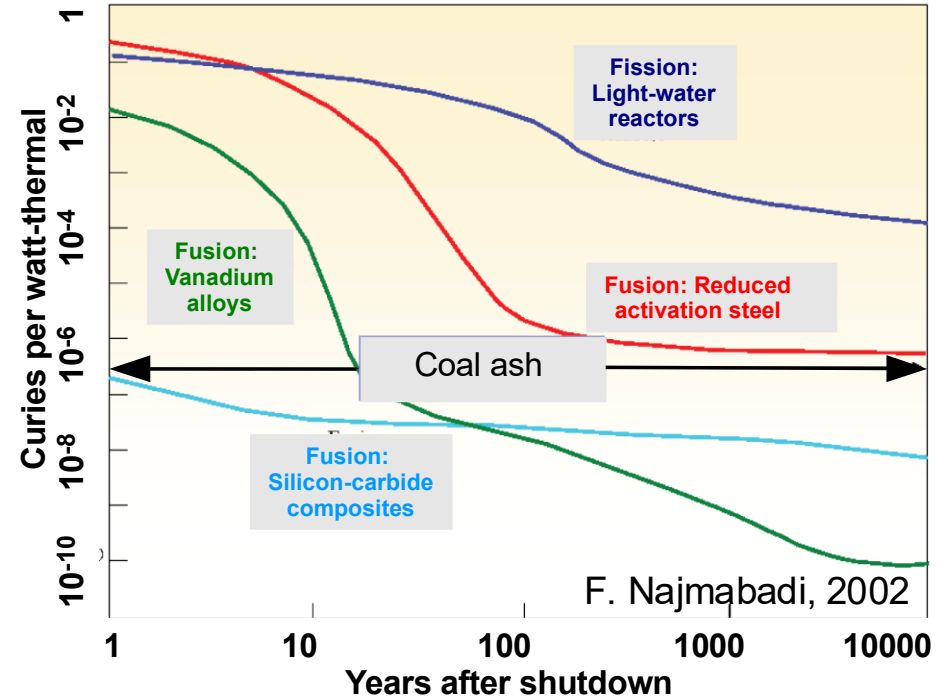 1
10-2
10-4
10-6
10-8
10-10
Curies per watt-thermal
Fission:
Light-water
reactors
Fusion:
Vanadium
alloys
Fusion: Reduced
activation steel
Coal ash
Fusion:
Silicon-carbide
composites
F. Najmabadi, 2002
1 10 100 1000 10000
Years after shutdown